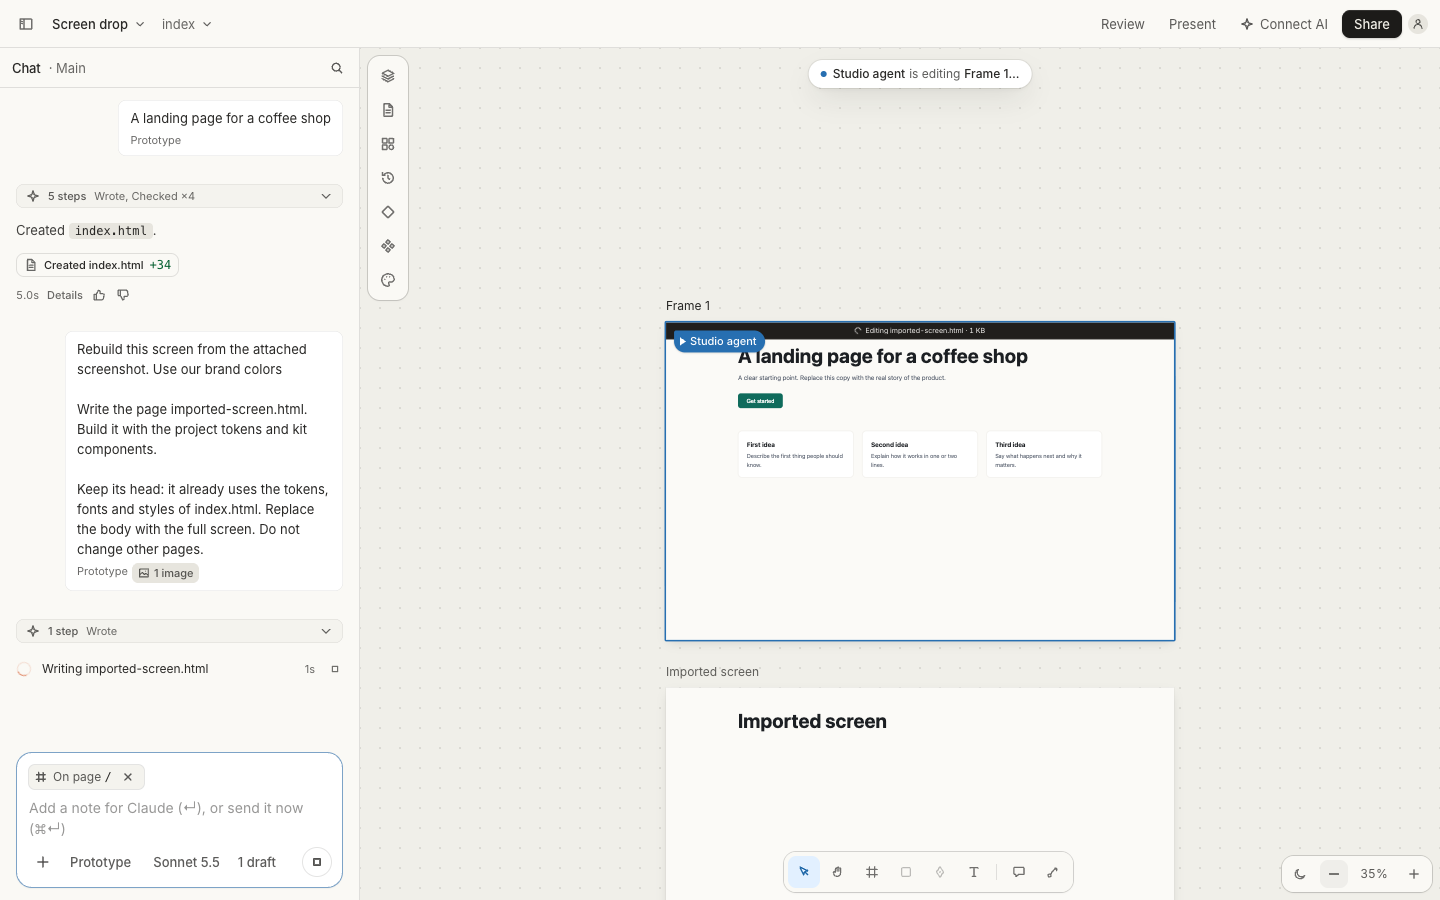 Screen drop
index
Review
Present
Connect AI
Share
Chat · Main
Studio agent is editing Frame 1...
A landing page for a coffee shop
Prototype
5 steps Wrote, Checked ×4
Created index.html.
Created index.html +34
5.0s Details
Rebuild this screen from the attached
screenshot. Use our brand colors
Write the page imported-screen.html.
Build it with the project tokens and kit
components.
Keep its head: it already uses the tokens,
fonts and styles of index.html. Replace
the body with the full screen. Do not
change other pages.
Prototype 1 image
1 step Wrote
Writing imported-screen.html 1s
On page /
Add a note for Claude (↵), or send it now
(⌘↵)
Prototype Sonnet 5.5 1 draft
Frame 1
Editing imported-screen.html · 1 KB
Studio agent
A landing page for a coffee shop
A clear starting point. Replace this copy with the real story of the product.
Get started
First idea
Describe the first thing people should
know.
Second idea
Explain how it works in one or two
lines.
Third idea
Say what happens next and why it
matters.
Imported screen
Imported screen
35%